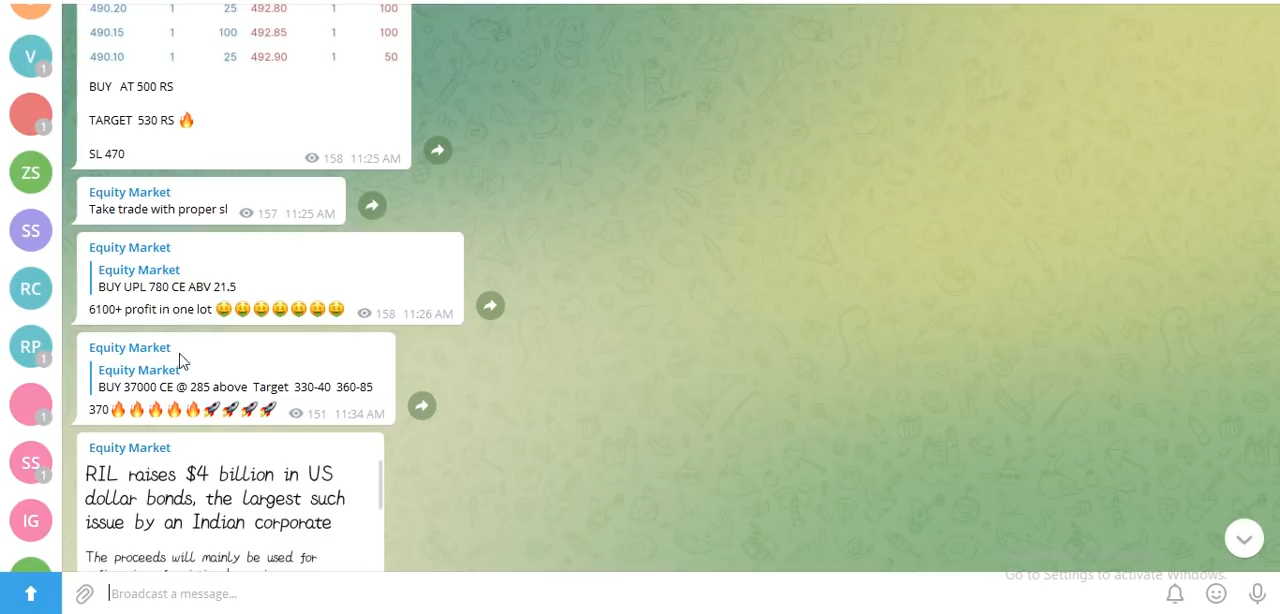 490.20 1 25 492.80 1 100
490.15 1 100 492.85 1 100
490.10 1 25 492.90 1 50
BUY AT 500 RS
TARGET 530 RS 🔥
SL 470
158 11:25 AM
Equity Market
Take trade with proper sl 157 11:25 AM
Equity Market
Equity Market
BUY UPL 780 CE ABV 21.5
6100+ profit in one lot 🤑🤑🤑🤑🤑🤑🤑 158 11:26 AM
Equity Market
Equity Market
BUY 37000 CE @ 285 above Target 330-40 360-85
370🔥🔥🔥🔥🔥🚀🚀🚀🚀 151 11:34 AM
Equity Market
RIL raises $4 billion in US
dollar bonds, the largest such
issue by an Indian corporate
The proceeds will mainly be used for
V
1
1
ZS
SS
RC
RP
1
1
SS
1
IG
Go to Settings to activate Windows.
Broadcast a message...